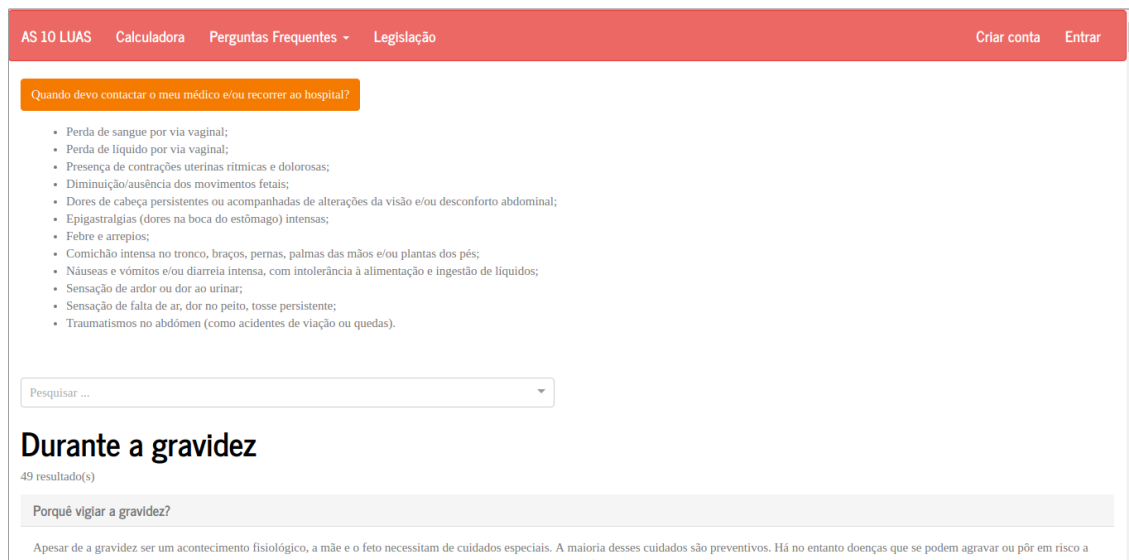 AS 10 LUAS Calculadora Perguntas Frequentes Legislação Criar conta Entrar
Quando devo contactar o meu médico e/ou recorrer ao hospital?
• Perda de sangue por via vaginal;
• Perda de líquido por via vaginal;
• Presença de contrações uterinas rítmicas e dolorosas;
• Diminuição/ausência dos movimentos fetais;
• Dores de cabeça persistentes ou acompanhadas de alterações da visão e/ou desconforto abdominal;
• Epigastralgias (dores na boca do estômago) intensas;
• Febre e arrepios;
• Comichão intensa no tronco, braços, pernas, palmas das mãos e/ou plantas dos pés;
• Náuseas e vómitos e/ou diarreia intensa, com intolerância à alimentação e ingestão de líquidos;
• Sensação de ardor ou dor ao urinar;
• Sensação de falta de ar, dor no peito, tosse persistente;
• Traumatismos no abdómen (como acidentes de viação ou quedas).
Pesquisar ...
Durante a gravidez
49 resultado(s)
Porquê vigiar a gravidez?
Apesar de a gravidez ser um acontecimento fisiológico, a mãe e o feto necessitam de cuidados especiais. A maioria desses cuidados são preventivos. Há no entanto doenças que se podem agravar ou pôr em risco a